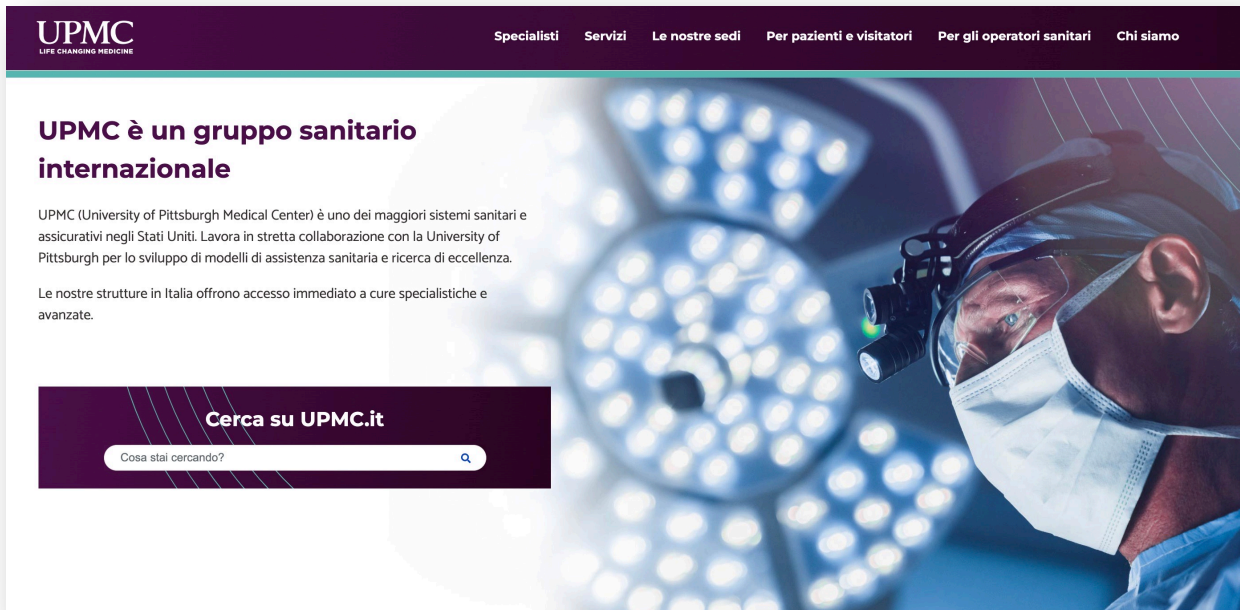 UPMC
LIFE CHANGING MEDICINE
Specialisti Servizi Le nostre sedi Per pazienti e visitatori Per gli operatori sanitari Chi siamo
UPMC è un gruppo sanitario
internazionale
UPMC (University of Pittsburgh Medical Center) è uno dei maggiori sistemi sanitari e
assicurativi negli Stati Uniti. Lavora in stretta collaborazione con la University of
Pittsburgh per lo sviluppo di modelli di assistenza sanitaria e ricerca di eccellenza.
Le nostre strutture in Italia offrono accesso immediato a cure specialistiche e
avanzate.
Cerca su UPMC.it
Cosa stai cercando?